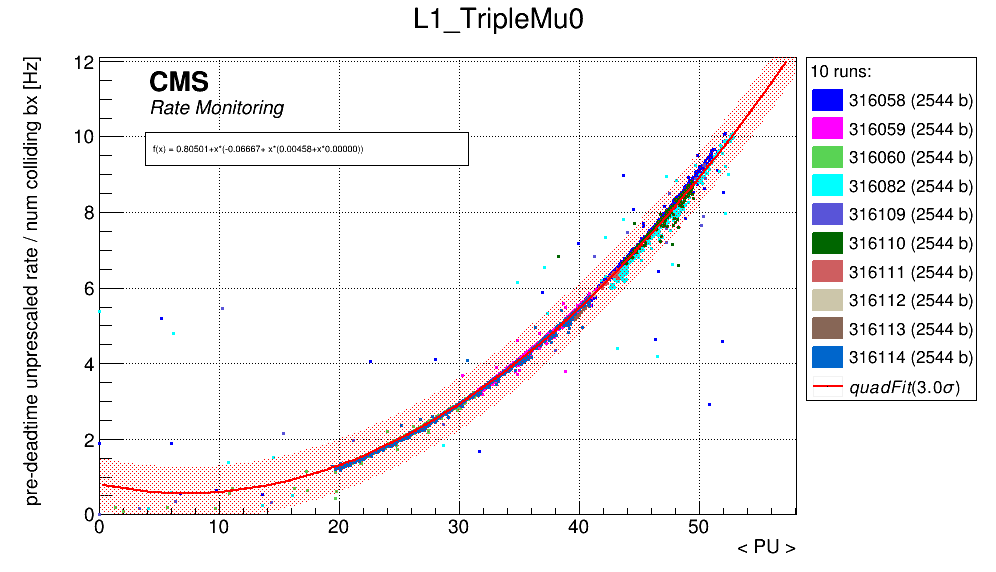 L1_TripleMu0
pre-deadtime unprescaled rate / num colliding bx [Hz]
12
10
8
6
4
2
0
CMS
Rate Monitoring
f(x) = 0.80501+x*(-0.06667+ x*(0.00458+x*0.00000))
0 10 20 30 40 50
< PU >
10 runs:
316058 (2544 b)
316059 (2544 b)
316060 (2544 b)
316082 (2544 b)
316109 (2544 b)
316110 (2544 b)
316111 (2544 b)
316112 (2544 b)
316113 (2544 b)
316114 (2544 b)
quadFit(3.0σ)